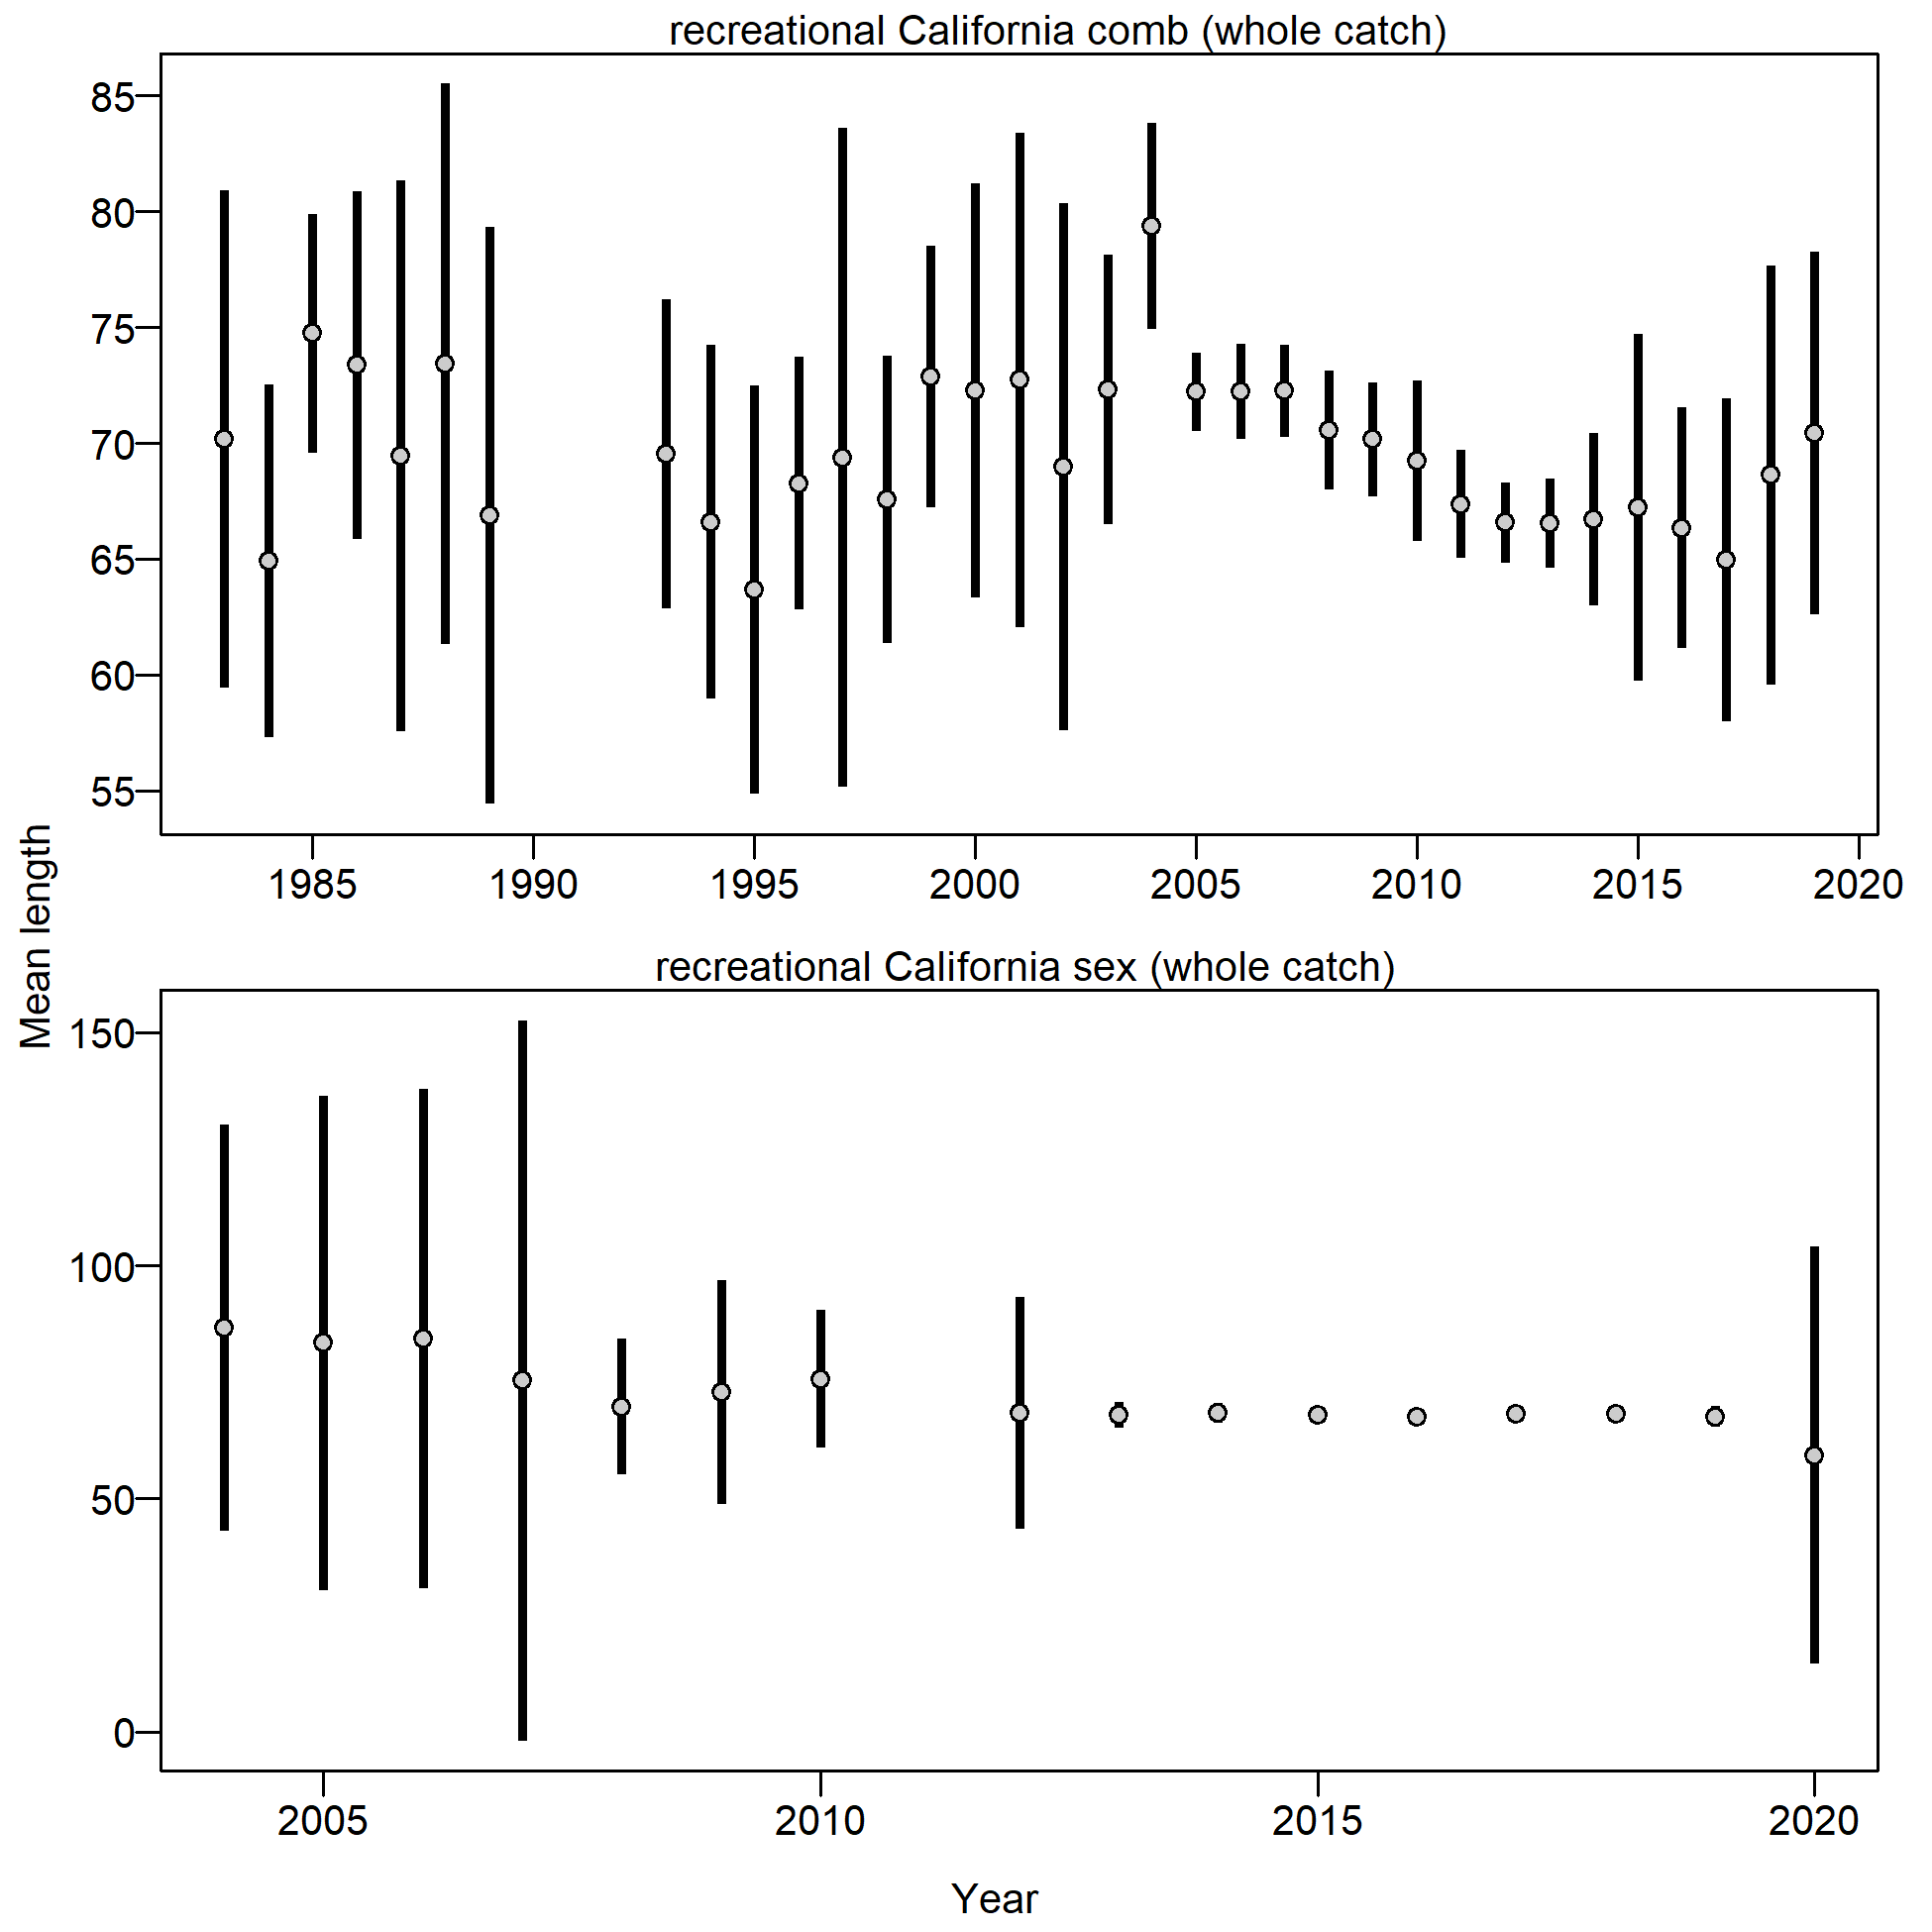 recreational California comb (whole catch)
85
80
75
70
65
60
55
1985 1990 1995 2000 2005 2010 2015 2020
Mean length
recreational California sex (whole catch)
150
100
50
0
2005 2010 2015 2020
Year